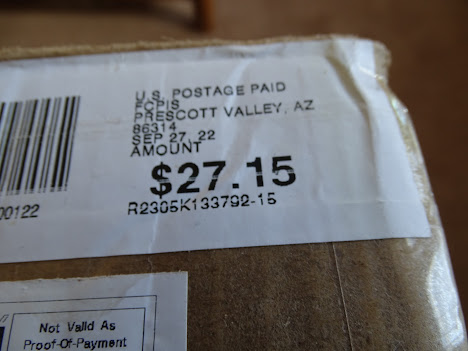 U.S. POSTAGE PAID
FCPIS
PRESCOTT VALLEY, AZ
86314
SEP 27, 22
AMOUNT
$27.15
R2305K133792-15
00122
Not Valid As
Proof-Of-Payment